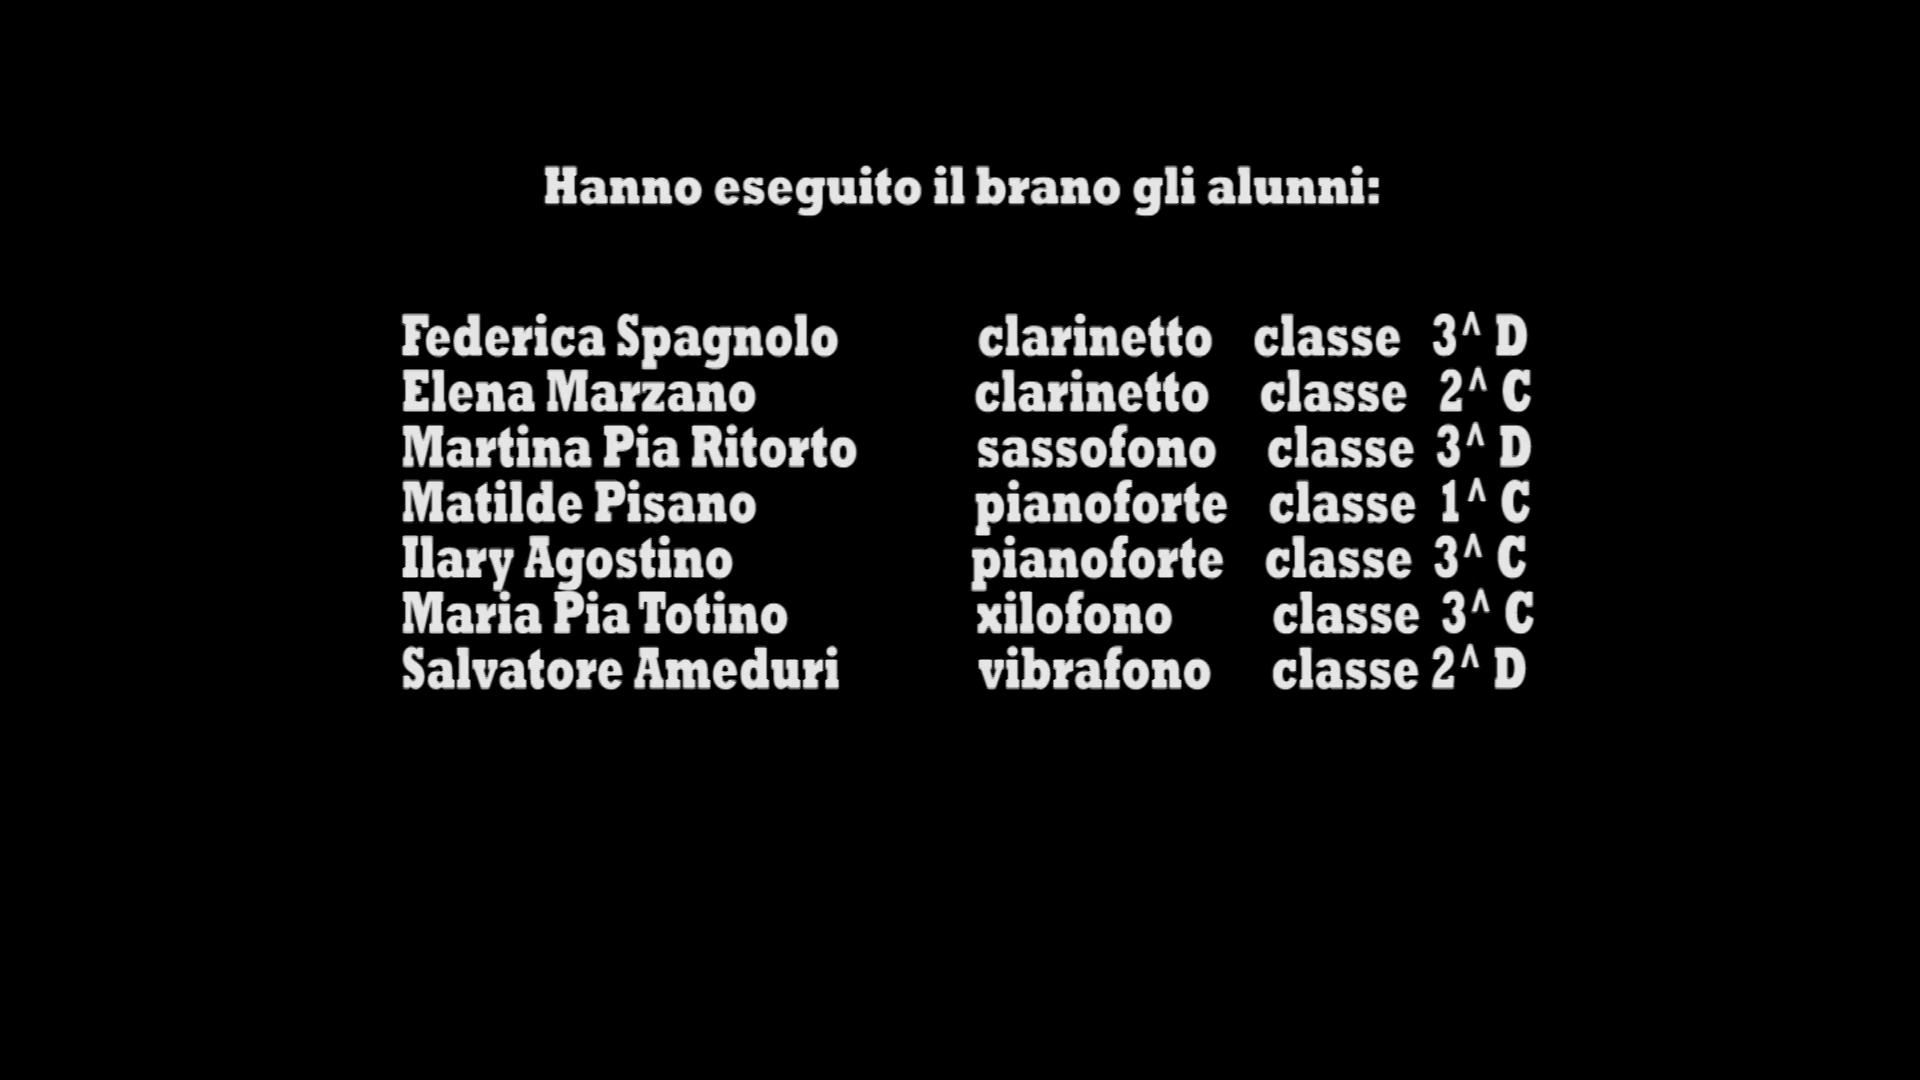 Hanno eseguito il brano gli alunni:
Federica Spagnolo clarinetto classe 3^ D
Elena Marzano clarinetto classe 2^ C
Martina Pia Ritorto sassofono classe 3^ D
Matilde Pisano pianoforte classe 1^ C
Ilary Agostino pianoforte classe 3^ C
Maria Pia Totino xilofono classe 3^ C
Salvatore Ameduri vibrafono classe 2^ D